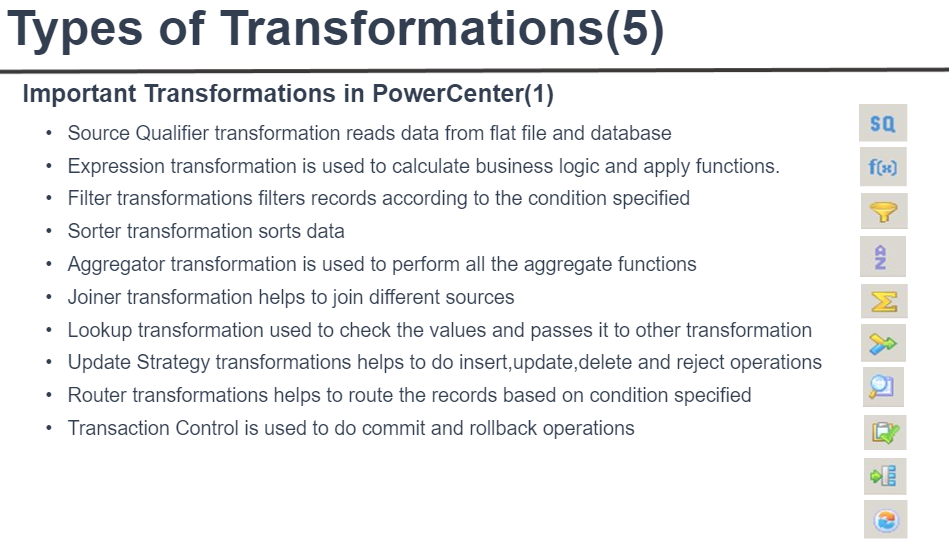 Types of Transformations(5)
Important Transformations in PowerCenter(1)
• Source Qualifier transformation reads data from flat file and database
• Expression transformation is used to calculate business logic and apply functions.
• Filter transformations filters records according to the condition specified
• Sorter transformation sorts data
• Aggregator transformation is used to perform all the aggregate functions
• Joiner transformation helps to join different sources
• Lookup transformation used to check the values and passes it to other transformation
• Update Strategy transformations helps to do insert,update,delete and reject operations
• Router transformations helps to route the records based on condition specified
• Transaction Control is used to do commit and rollback operations
SQ
f(x)
A
Z
Σ